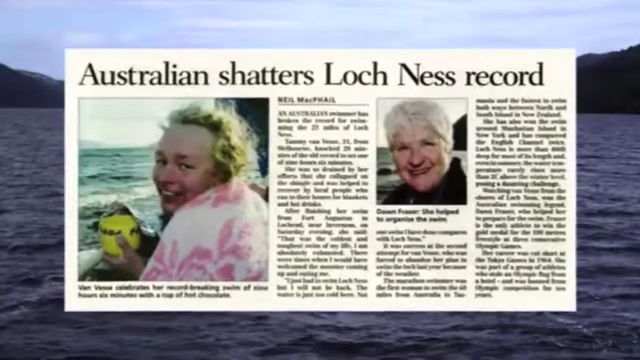 Australian shatters Loch Ness record
NEIL MacPHAIL
AN AUSTRALIAN swimmer has
broken the record for swim-
ming the 23 miles of Loch
Ness.
Tammy van Vesse, 21, from
Melbourne, knocked 20 mins
of the old record to set one
of nine hours six minutes.
She was so drained by her
efforts that she collapsed on
the shingle and was helped to
recover by local people who
ran to their homes for blankets
and hot drinks.
After finishing her swim
from Fort Augustus to
Lochend, near Inverness, on
Saturday evening, she said:
"That was the coldest and
toughest swim of my life, I am
absolutely exhausted. There
were times when I would have
welcomed the monster coming
up and eating me.
"I just had to swim Loch Ness
but I will not be back. The
water is just too cold here. Not
Van Vesse celebrates her record-breaking swim of nine
hours six minutes with a cup of hot chocolate.
Dawn Fraser: She helped
to organise the swim
one swim I have done compares
with Loch Ness."
It was success at the second
attempt for van Vesse, who was
forced to abandon her plan to
swim the loch last year because
of the weather.
The marathon swimmer was
the first woman to swim the 60
miles from Australia to Tas-
mania and the fastest to swim
both ways between North and
South Island in New Zealand.
She has also won the swim
around Manhattan Island in
New York and has conquered
the English Channel twice.
Loch Ness is more than
deep for most of its length and,
even in summer, the water tem-
peratures rarely rises more
than above the winter level,
posing a daunting challenge.
Watching van Vesse from the
shores of Loch Ness, was the
Australian swimming legend,
Dawn Fraser, who helped her
to prepare for the swim. Fraser
is the only athlete to win the
gold medal for the 100 metres
freestyle at three consecutive
Olympic Games.
Her career was cut short at
the Tokyo Games in 1964. She
was part of a group of athletes
who stole an Olympic flag from
a hotel – and was banned from
Olympic competition for ten
years.